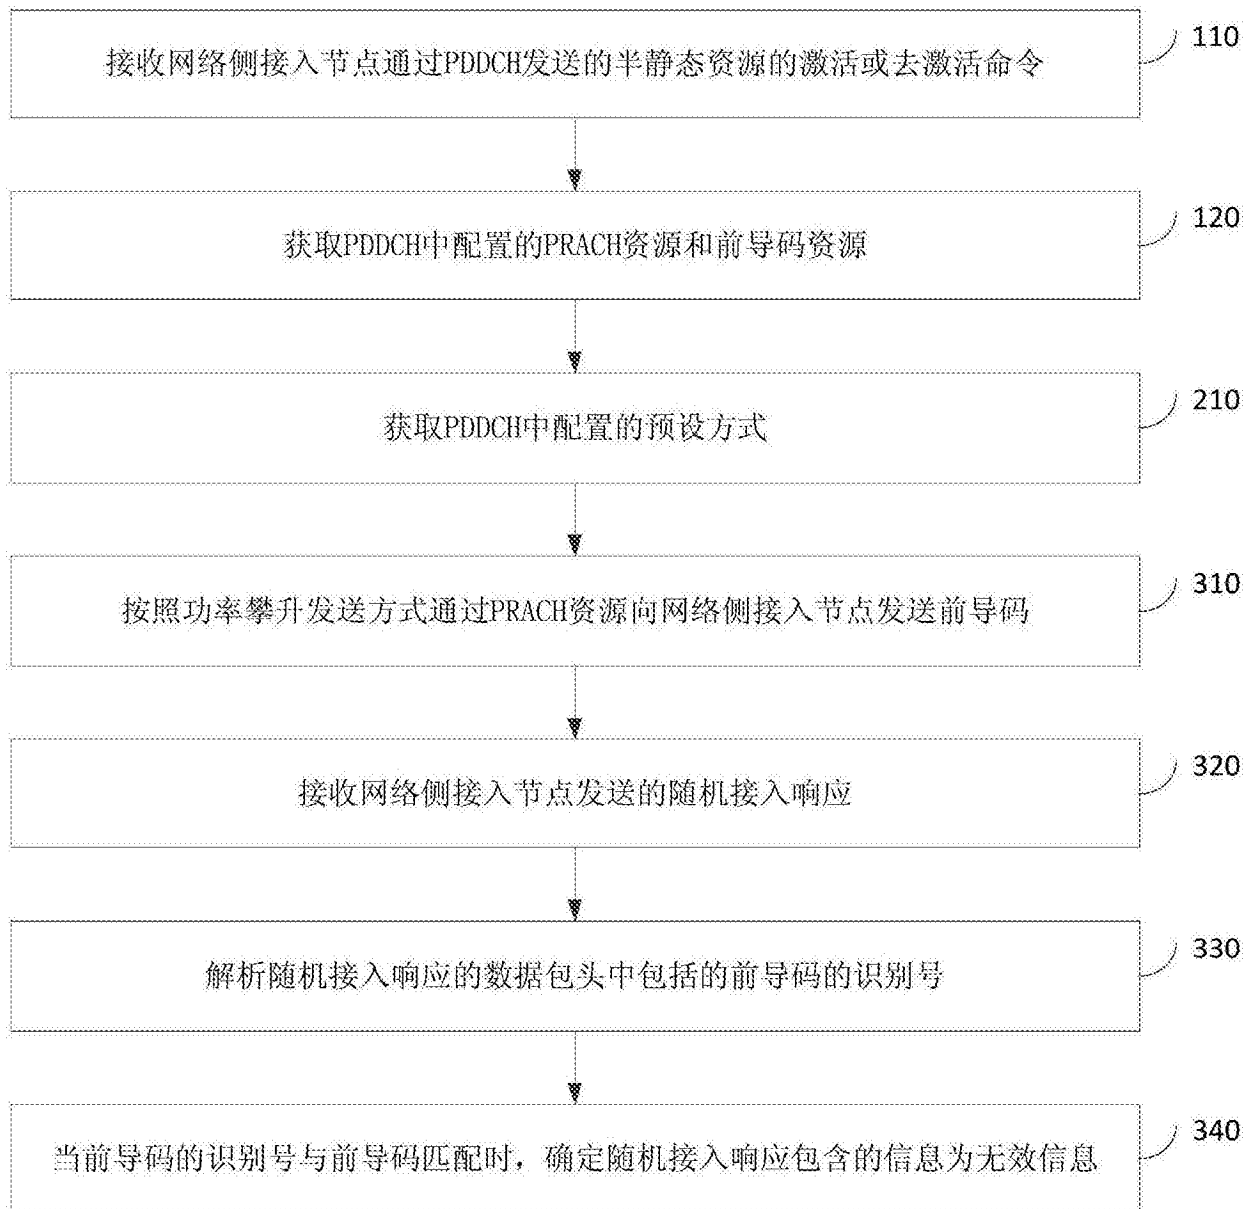 接收网络侧接入节点通过PDDCH发送的半静态资源的激活或去激活命令
110
获取PDDCH中配置的PRACH资源和前导码资源
120
获取PDDCH中配置的预设方式
210
按照功率攀升发送方式通过PRACH资源向网络侧接入节点发送前导码
310
接收网络侧接入节点发送的随机接入响应
320
解析随机接入响应的数据包头中包括的前导码的识别号
330
当前导码的识别号与前导码匹配时，确定随机接入响应包含的信息为无效信息
340